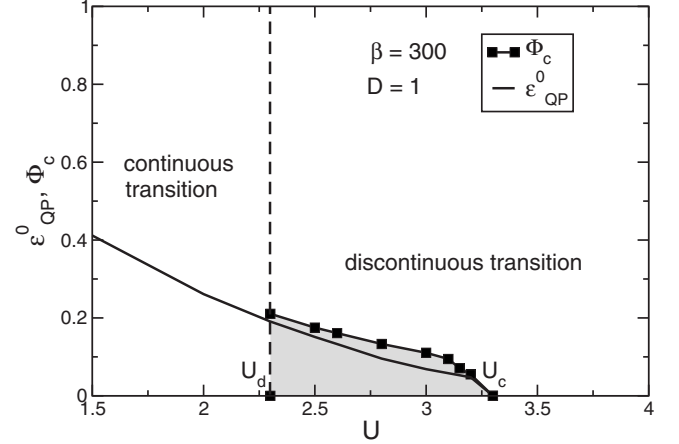 1
0.8
0.6
0.4
0.2
0
ε⁰QP, Φc
β = 300
D = 1
Φc
ε⁰QP
continuous
transition
discontinuous transition
Ud
Uc
1.5
2
2.5
3
3.5
4
U